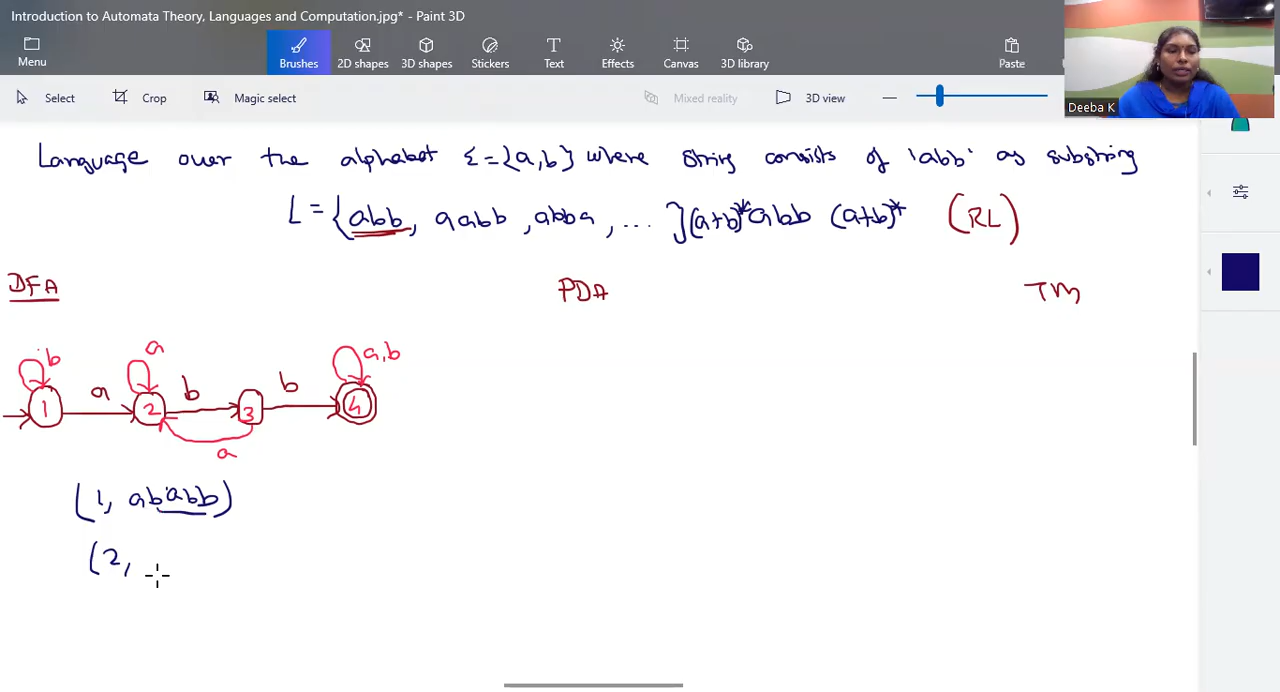 Introduction to Automata Theory, Languages and Computation.jpg* - Paint 3D
Menu
Brushes
2D shapes
3D shapes
Stickers
Text
Effects
Canvas
3D library
Paste
Select
Crop
Magic select
Mixed reality
3D view
Deeba K
Language over the alphabet Σ={a,b} where string consists of 'abb' as substring
L = {abb, aabb, abba, ... } (a+b)*abb (a+b)* (RL)
DFA PDA TM
b a a,b
a b b
1 2 3 4
a
(1, ababb)
(2,